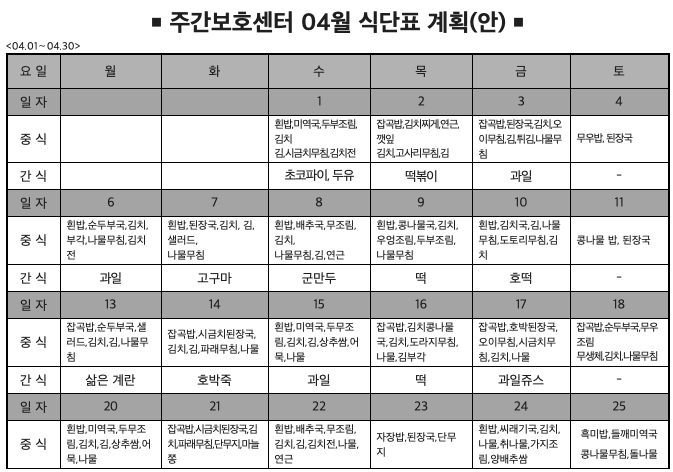 ▪ 주간보호센터 04월 식단표 계획(안) ▪
<04.01~04.30>
요 일 월 화 수 목 금 토
일 자 1 2 3 4
중 식 흰밥,미역국,두부조림,김치 김,시금치무침,김치전 잡곡밥,김치찌게,연근,깻잎 김치,고사리무침,김 잡곡밥,된장국,김치,오이무침,김,튀김,나물무침 무우밥, 된장국
간 식 초코파이, 두유 떡볶이 과일 -
일 자 6 7 8 9 10 11
중 식 흰밥,순두부국,김치,부각,나물무침,김치전 흰밥,된장국,김치, 김,샐러드,나물무침 흰밥,배추국,무조림,김치,나물무침,김,연근 흰밥,콩나물국,김치,우엉조림,두부조림,나물무침 흰밥,김치국,김,나물무침,도토리무침,김치 콩나물 밥, 된장국
간 식 과일 고구마 군만두 떡 호떡 -
일 자 13 14 15 16 17 18
중 식 잡곡밥,순두부국,샐러드,김치,김,나물무침 잡곡밥,시금치된장국,김치,김,파래무침,나물 흰밥,미역국,두무조림,김치,김,상추쌈,어묵,나물 잡곡밥,김치콩나물국,김치,도라지무침,나물,김부각 잡곡밥,호박된장국,오이무침,시금치무침,김치,나물 잡곡밥,순두부국,무우조림 무생체,김치,나물무침
간 식 삶은 계란 호박죽 과일 떡 과일쥬스 -
일 자 20 21 22 23 24 25
중 식 흰밥,미역국,두무조림,김치,김,상추쌈,어묵,나물 잡곡밥,시금치된장국,김치,파래무침,단무지,마늘쫑 흰밥,배추국,무조림,김치,김,김치전,나물,연근 자장밥,된장국,단무지 흰밥,씨래기국,김치,나물,취나물,가지조림,양배추쌈 흑미밥,들깨미역국 콩나물무침,돌나물